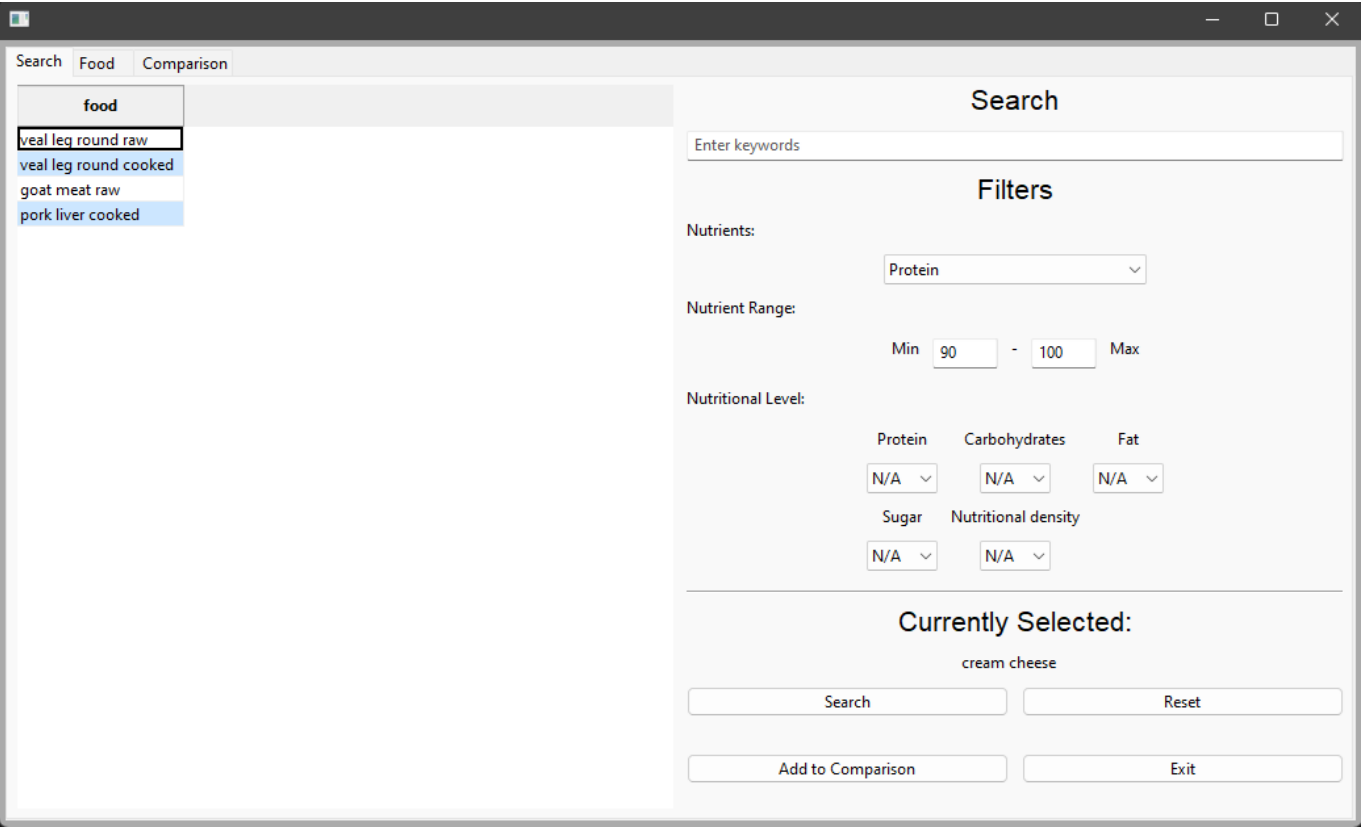 Search Food Comparison
food
veal leg round raw
veal leg round cooked
goat meat raw
pork liver cooked
Search
Enter keywords
Filters
Nutrients:
Protein
Nutrient Range:
Min 90 - 100 Max
Nutritional Level:
Protein Carbohydrates Fat
N/A N/A N/A
Sugar Nutritional density
N/A N/A
Currently Selected:
cream cheese
Search Reset
Add to Comparison Exit